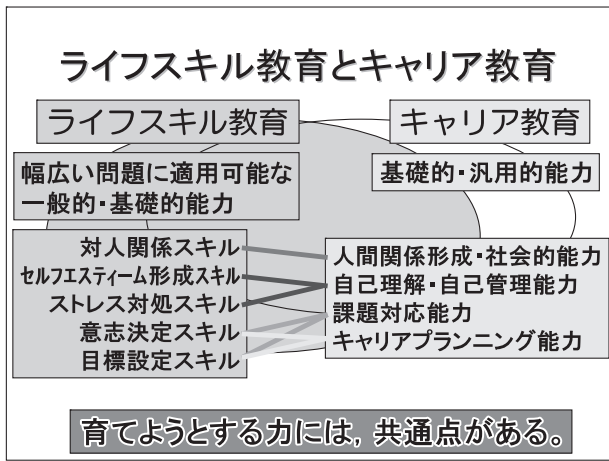 ライフスキル教育とキャリア教育
ライフスキル教育
キャリア教育
幅広い問題に適用可能な
一般的・基礎的能力
基礎的・汎用的能力
対人関係スキル
セルフエスティーム形成スキル
ストレス対処スキル
意志決定スキル
目標設定スキル
人間関係形成・社会的能力
自己理解・自己管理能力
課題対応能力
キャリアプランニング能力
育てようとする力には，共通点がある。